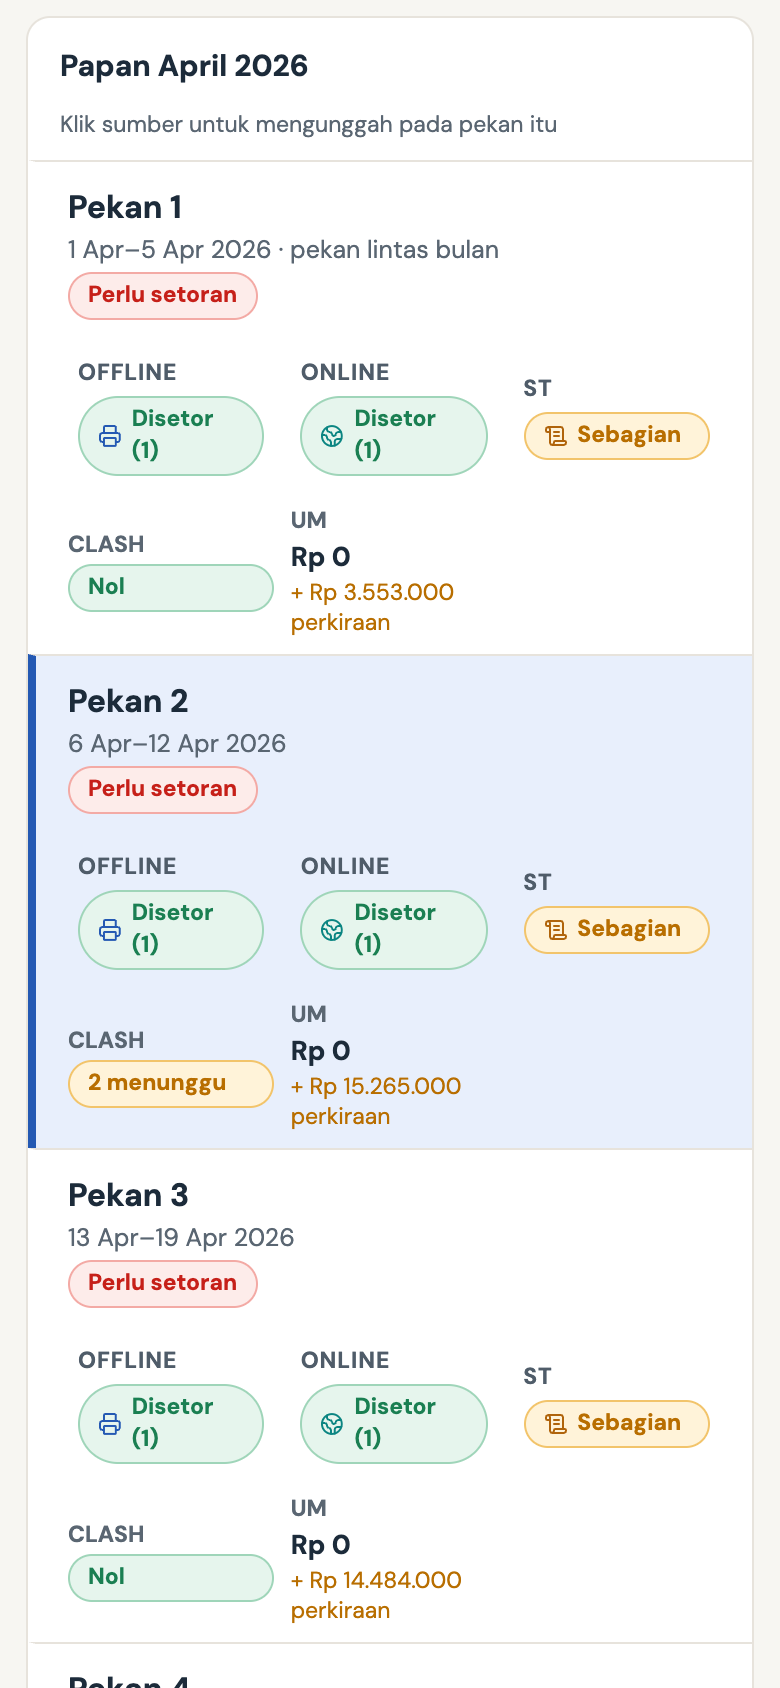 Papan April 2026
Klik sumber untuk mengunggah pada pekan itu
Pekan 1
1 Apr–5 Apr 2026 · pekan lintas bulan
Perlu setoran
OFFLINE
Disetor
(1)
ONLINE
Disetor
(1)
ST
Sebagian
CLASH
Nol
UM
Rp 0
+ Rp 3.553.000
perkiraan
Pekan 2
6 Apr–12 Apr 2026
Perlu setoran
OFFLINE
Disetor
(1)
ONLINE
Disetor
(1)
ST
Sebagian
CLASH
2 menunggu
UM
Rp 0
+ Rp 15.265.000
perkiraan
Pekan 3
13 Apr–19 Apr 2026
Perlu setoran
OFFLINE
Disetor
(1)
ONLINE
Disetor
(1)
ST
Sebagian
CLASH
Nol
UM
Rp 0
+ Rp 14.484.000
perkiraan
Pekan 4